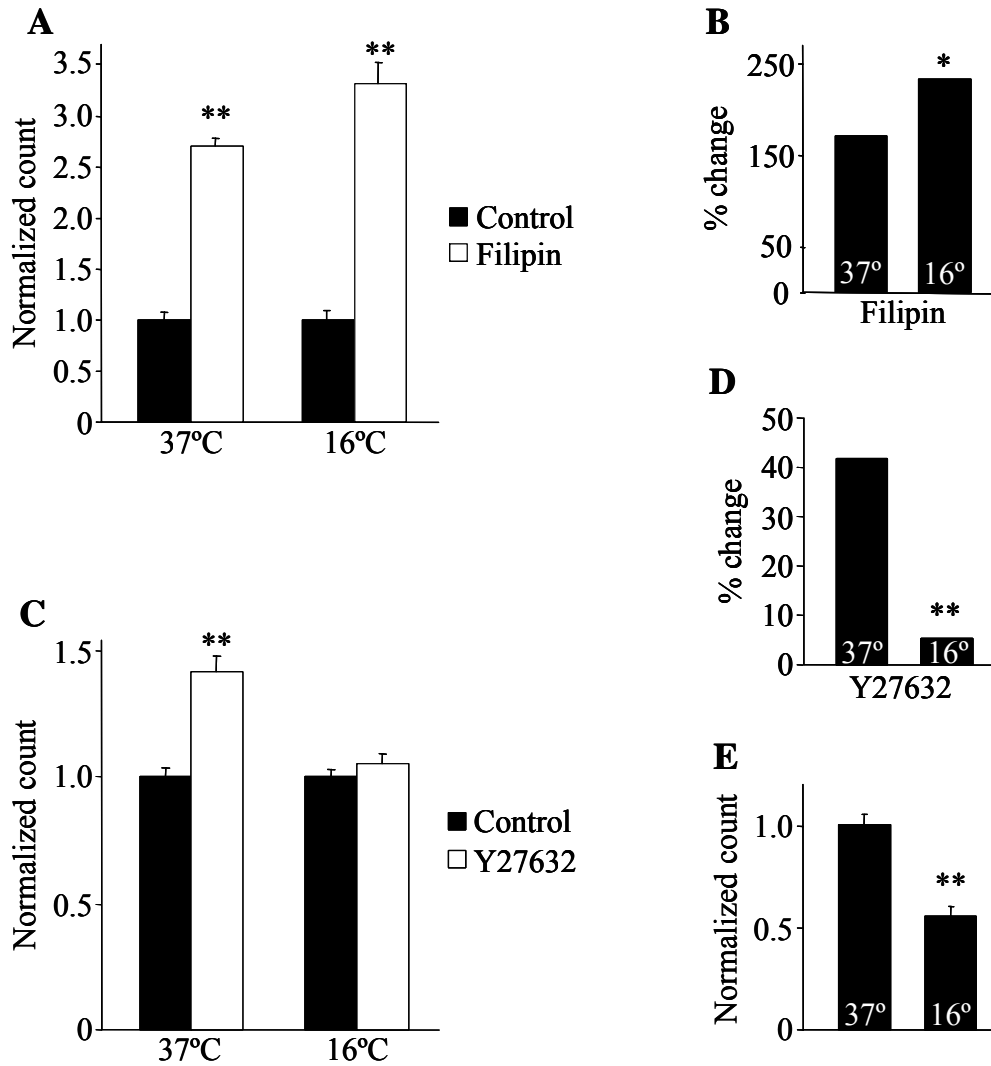 A
Normalized count
3.5
3.0
2.5
2.0
1.5
1.0
0.5
0
**
**
37ºC
16ºC
Control
Filipin
B
% change
250
150
50
0
*
37º
16º
Filipin
C
Normalized count
1.5
1.0
0.5
0
**
37ºC
16ºC
Control
Y27632
D
% change
50
40
30
20
10
0
**
37º
16º
Y27632
E
Normalized count
1.0
0.5
0
**
37º
16º